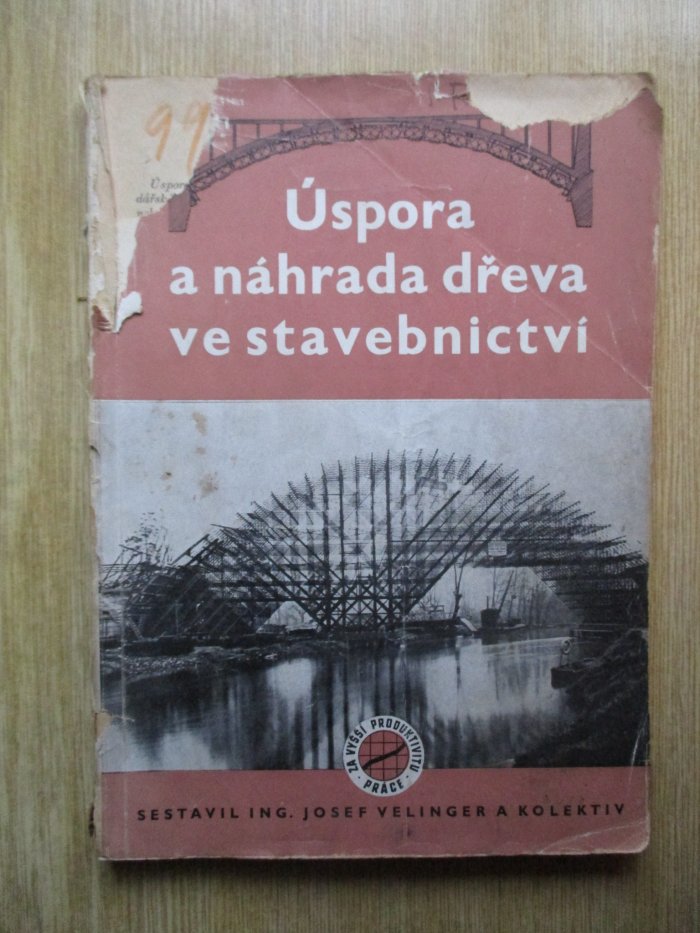 99
Úspora
a náhrada dřeva
ve stavebnictví
ZA VYŠŠÍ PRODUKTIVITU PRÁCE
SESTAVIL ING. JOSEF VELINGER A KOLEKTIV